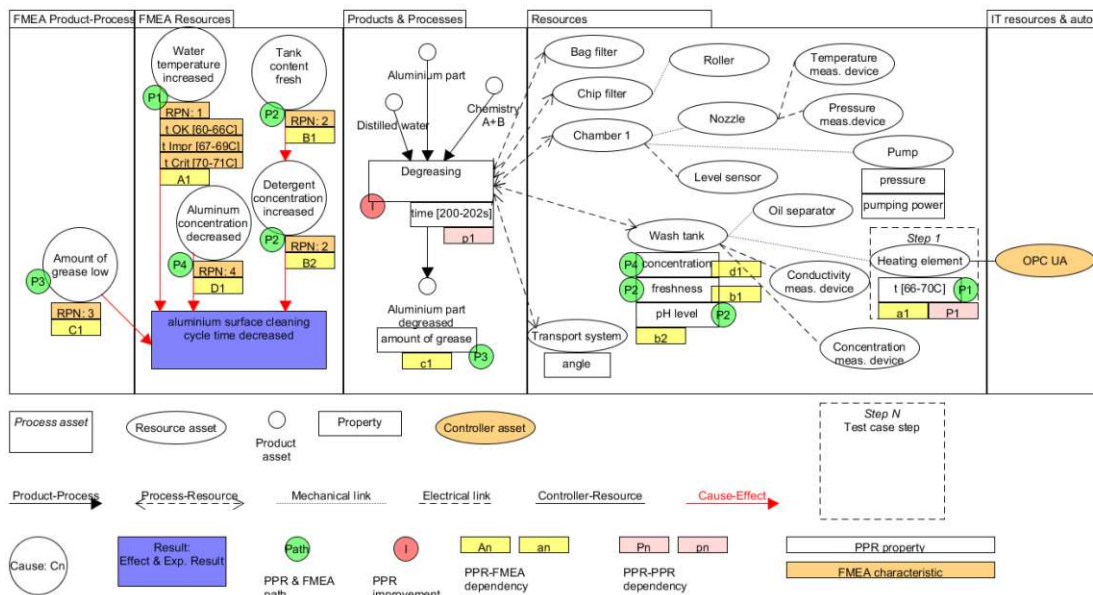 FMEA Product-Process
FMEA Resources
Products & Processes
Resources
IT resources & auto
Water
temperature
increased
P1
RPN: 1
t OK [60-66C]
t Impr [67-69C]
t Crit [70-71C]
A1
Tank
content
fresh
P2
RPN: 2
B1
Detergent
concentration
increased
P2
RPN: 2
B2
Aluminum
concentration
decreased
P4
RPN: 4
D1
Amount of
grease low
P3
RPN: 3
C1
aluminium surface cleaning
cycle time decreased
Aluminium part
Distilled water
Chemistry
A+B
Degreasing
I
time [200-202s]
p1
Aluminium part
degreased
amount of grease
c1
P3
Bag filter
Chip filter
Chamber 1
Roller
Nozzle
Temperature
meas. device
Pressure
meas.device
Pump
pressure
pumping power
Level sensor
Oil separator
Wash tank
P4
concentration
d1
P2
freshness
b1
pH level
P2
b2
Conductivity
meas. device
Concentration
meas. device
Transport system
angle
Step 1
Heating element
t [66-70C]
P1
a1
P1
OPC UA
Process asset
Resource asset
Product
asset
Property
Controller asset
Step N
Test case step
Product-Process
Process-Resource
Mechanical link
Electrical link
Controller-Resource
Cause-Effect
Cause: Cn
Result:
Effect & Exp. Result
Path
PPR & FMEA
path
I
PPR
improvement
An
an
PPR-FMEA
dependency
Pn
pn
PPR-PPR
dependency
PPR property
FMEA characteristic